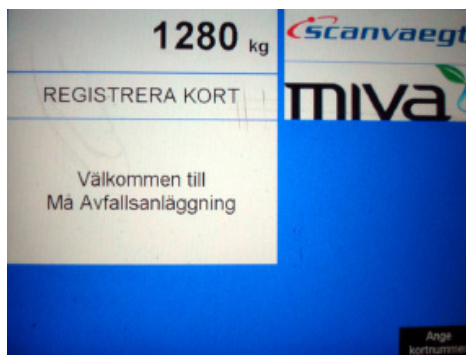 1280 kg
scanvaegt
REGISTRERA KORT
miva
Välkommen till
Må Avfallsanläggning
Ange
kortnummer